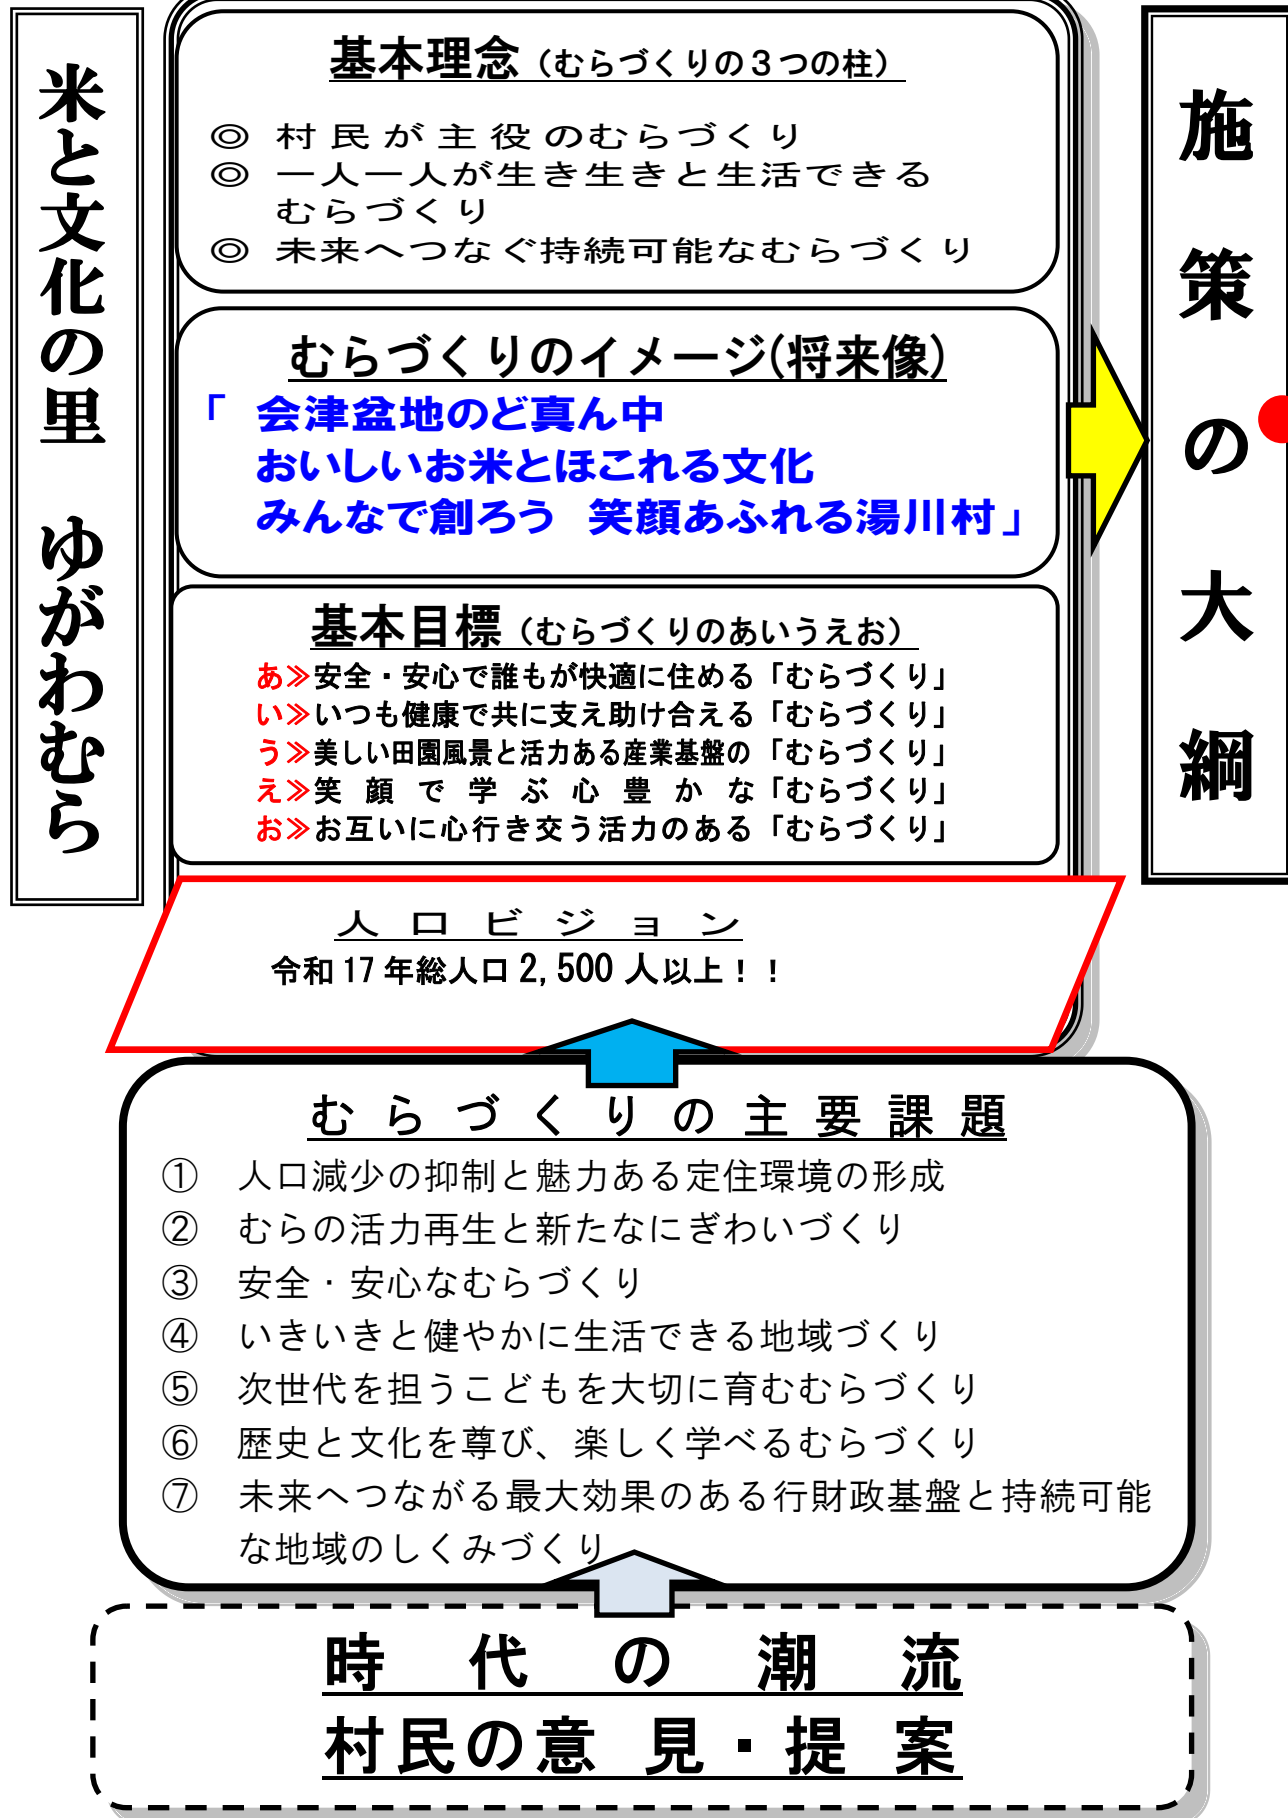 米と文化の里　ゆがわむら
基本理念（むらづくりの３つの柱）
◎ 村民が主役のむらづくり
◎ 一人一人が生き生きと生活できる
むらづくり
◎ 未来へつなぐ持続可能なむらづくり
むらづくりのイメージ(将来像)
「 会津盆地のど真ん中
おいしいお米とほこれる文化
みんなで創ろう　笑顔あふれる湯川村」
基本目標（むらづくりのあいうえお）
あ≫安全・安心で誰もが快適に住める「むらづくり」
い≫いつも健康で共に支え助け合える「むらづくり」
う≫美しい田園風景と活力ある産業基盤の「むらづくり」
え≫笑顔で学ぶ心豊かな「むらづくり」
お≫お互いに心行き交う活力のある「むらづくり」
人口ビジョン
令和17年総人口2,500人以上！！
施策の大綱
むらづくりの主要課題
①　人口減少の抑制と魅力ある定住環境の形成
②　むらの活力再生と新たなにぎわいづくり
③　安全・安心なむらづくり
④　いきいきと健やかに生活できる地域づくり
⑤　次世代を担うこどもを大切に育むむらづくり
⑥　歴史と文化を尊び、楽しく学べるむらづくり
⑦　未来へつながる最大効果のある行財政基盤と持続可能
な地域のしくみづくり
時代の潮流
村民の意見・提案